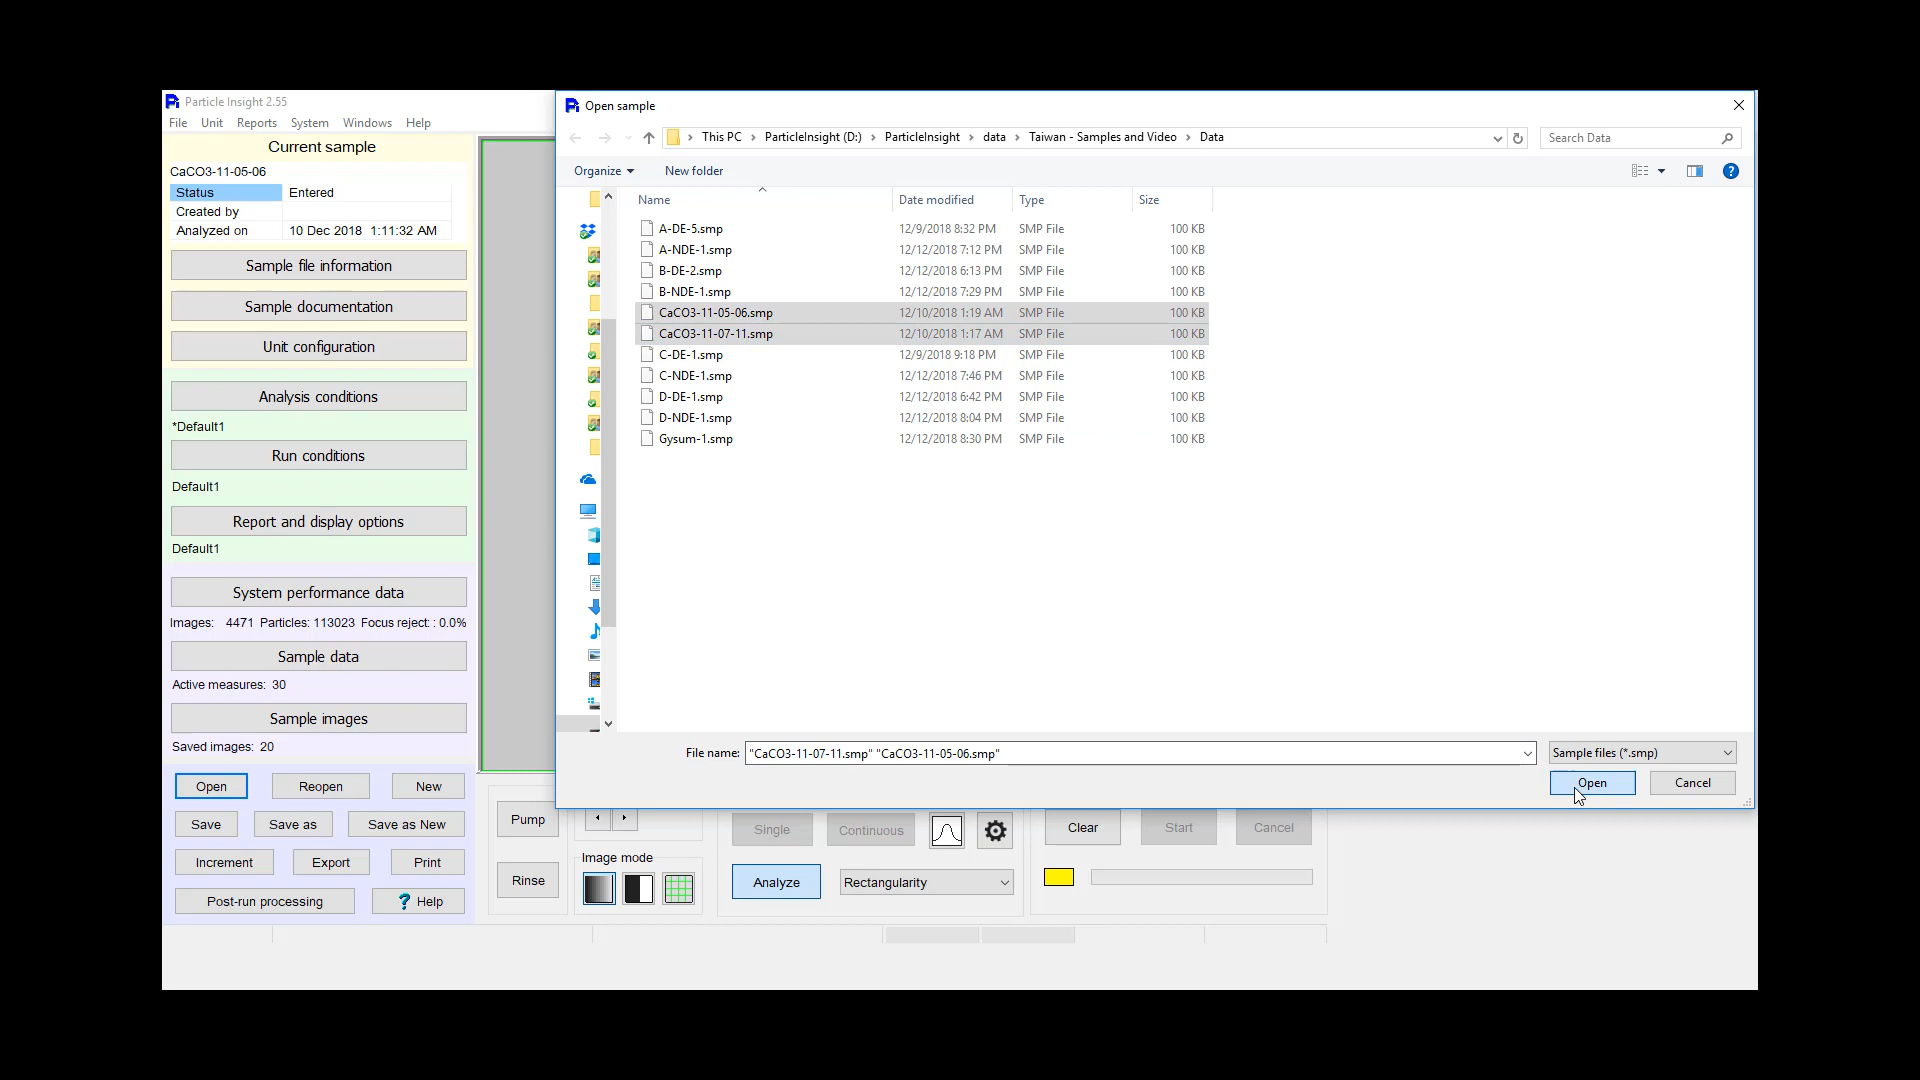 Particle Insight 2.55
File Unit Reports System Windows Help
Current sample
CaCO3-11-05-06
Status Entered
Created by
Analyzed on 10 Dec 2018 1:11:32 AM
Sample file information
Sample documentation
Unit configuration
Analysis conditions
*Default1
Run conditions
Default1
Report and display options
Default1
System performance data
Images: 4471 Particles: 113023 Focus reject: : 0.0%
Sample data
Active measures: 30
Sample images
Saved images: 20
Open Reopen New
Save Save as Save as New
Increment Export Print
Post-run processing ? Help
Open sample
This PC > ParticleInsight (D:) > ParticleInsight > data > Taiwan - Samples and Video > Data
Search Data
Organize New folder
?
Name Date modified Type Size
A-DE-5.smp 12/9/2018 8:32 PM SMP File 100 KB
A-NDE-1.smp 12/12/2018 7:12 PM SMP File 100 KB
B-DE-2.smp 12/12/2018 6:13 PM SMP File 100 KB
B-NDE-1.smp 12/12/2018 7:29 PM SMP File 100 KB
CaCO3-11-05-06.smp 12/10/2018 1:19 AM SMP File 100 KB
CaCO3-11-07-11.smp 12/10/2018 1:17 AM SMP File 100 KB
C-DE-1.smp 12/9/2018 9:18 PM SMP File 100 KB
C-NDE-1.smp 12/12/2018 7:46 PM SMP File 100 KB
D-DE-1.smp 12/12/2018 6:42 PM SMP File 100 KB
D-NDE-1.smp 12/12/2018 8:04 PM SMP File 100 KB
Gysum-1.smp 12/12/2018 8:30 PM SMP File 100 KB
File name: "CaCO3-11-07-11.smp" "CaCO3-11-05-06.smp" Sample files (*.smp)
Open Cancel
Pump
Rinse
Image mode
Single Continuous
Analyze Rectangularity
Clear Start Cancel